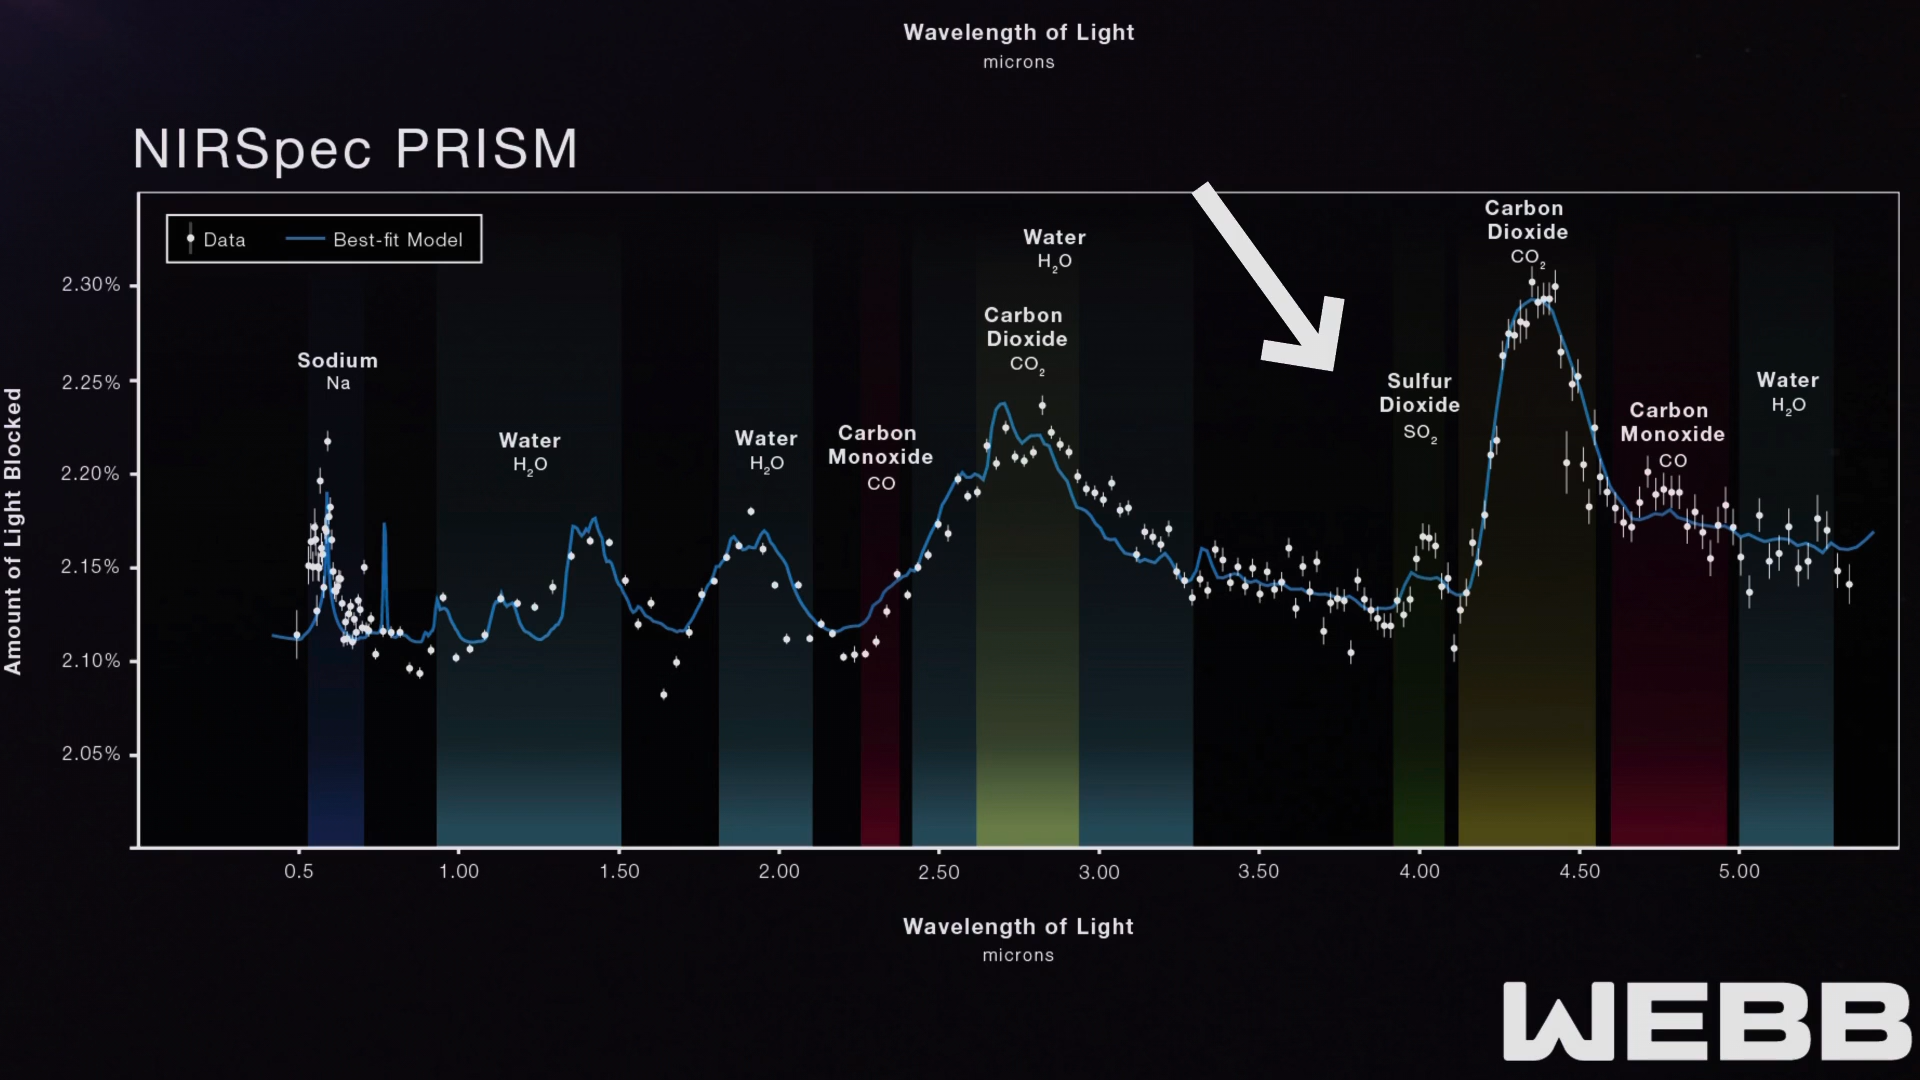 Wavelength of Light
microns
NIRSpec PRISM
Data
Best-fit Model
Amount of Light Blocked
2.30%
2.25%
2.20%
2.15%
2.10%
2.05%
Sodium
Na
Water
H₂O
Water
H₂O
Carbon
Monoxide
CO
Water
H₂O
Carbon
Dioxide
CO₂
Sulfur
Dioxide
SO₂
Carbon
Dioxide
CO₂
Carbon
Monoxide
CO
Water
H₂O
0.5 1.00 1.50 2.00 2.50 3.00 3.50 4.00 4.50 5.00
Wavelength of Light
microns
WEBB